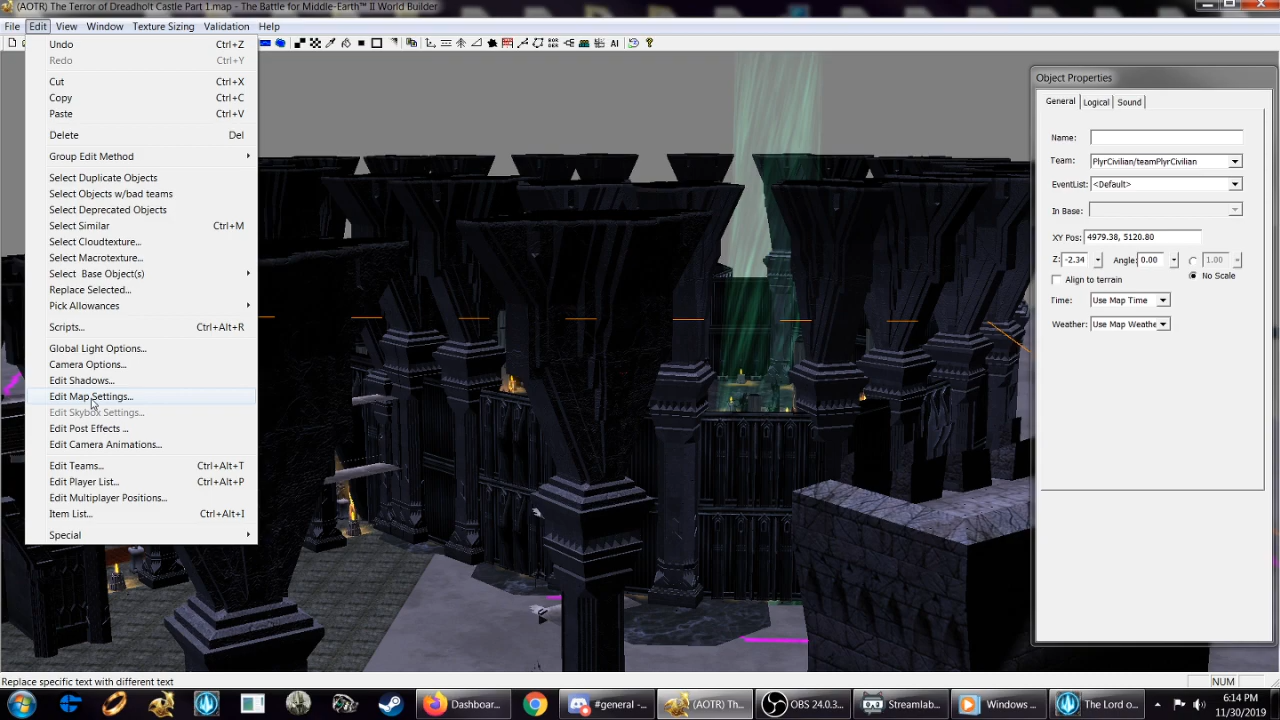 (AOTR) The Terror of Dreadholt Castle Part 1.map - The Battle for Middle-Earth™ II World Builder
File Edit View Window Texture Sizing Validation Help
Undo Ctrl+Z
Redo Ctrl+Y
Cut Ctrl+X
Copy Ctrl+C
Paste Ctrl+V
Delete Del
Group Edit Method
Select Duplicate Objects
Select Objects w/bad teams
Select Deprecated Objects
Select Similar Ctrl+M
Select Cloudtexture...
Select Macrotexture...
Select Base Object(s)
Replace Selected...
Pick Allowances
Scripts... Ctrl+Alt+R
Global Light Options...
Camera Options...
Edit Shadows...
Edit Map Settings...
Edit Skybox Settings...
Edit Post Effects ...
Edit Camera Animations...
Edit Teams... Ctrl+Alt+T
Edit Player List... Ctrl+Alt+P
Edit Multiplayer Positions...
Item List... Ctrl+Alt+I
Special
AI
Object Properties
General Logical Sound
Name:
Team: PlyrCivilian/teamPlyrCivilian
EventList: <Default>
In Base:
XY Pos: 4979.38, 5120.80
Z: -2.34 Angle: 0.00 1.00
No Scale
Align to terrain
Time: Use Map Time
Weather: Use Map Weathe
Replace specific text with different text
NUM
Dashboar...
#general -...
(AOTR) Th...
OBS 24.0.3...
Streamlab...
Windows ...
The Lord o...
6:14 PM
11/30/2019